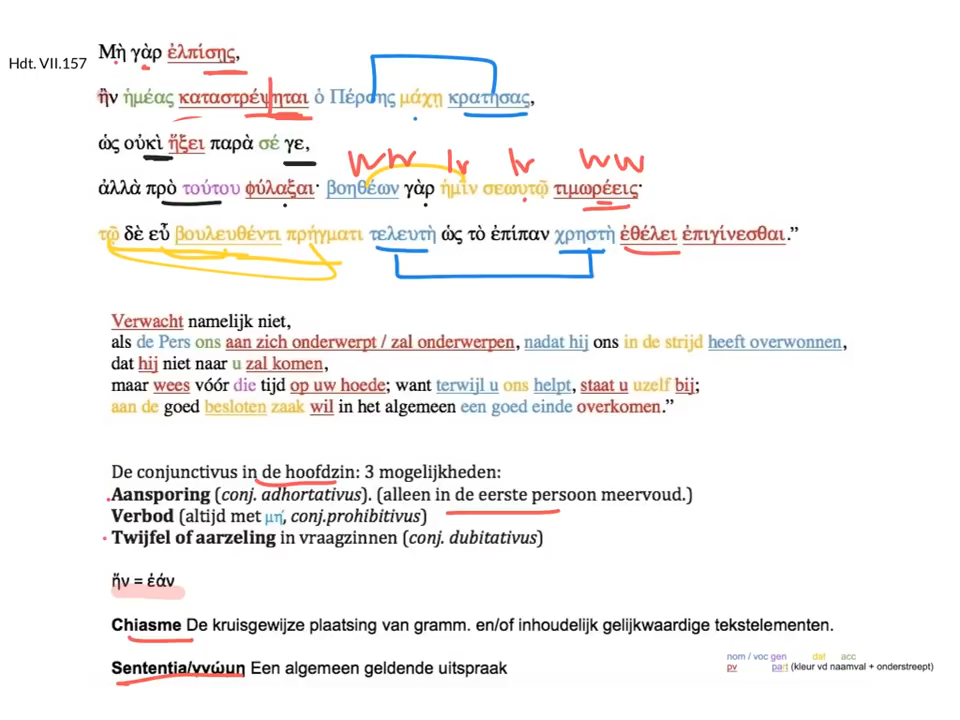 Hdt. VII.157
Μὴ γὰρ ἐλπίσῃς,
ἢν ἡμέας καταστρέψηται ὁ Πέρσης μάχῃ κρατήσας,
ὡς οὐκὶ ἥξει παρὰ σέ γε,
ww lv lv ww
ἀλλὰ πρὸ τούτου φύλαξαι· βοηθέων γὰρ ἡμῖν σεωυτῷ τιμωρέεις·
τῷ δὲ εὖ βουλευθέντι πρήγματι τελευτὴ ὡς τὸ ἐπίπαν χρηστὴ ἐθέλει ἐπιγίνεσθαι.”
Verwacht namelijk niet,
als de Pers ons aan zich onderwerpt / zal onderwerpen, nadat hij ons in de strijd heeft overwonnen,
dat hij niet naar u zal komen,
maar wees vóór die tijd op uw hoede; want terwijl u ons helpt, staat u uzelf bij;
aan de goed besloten zaak wil in het algemeen een goed einde overkomen.”
De conjunctivus in de hoofdzin: 3 mogelijkheden:
Aansporing (conj. adhortativus). (alleen in de eerste persoon meervoud.)
Verbod (altijd met μή, conj.prohibitivus)
Twijfel of aarzeling in vraagzinnen (conj. dubitativus)
ἤν = ἐάν
Chiasme De kruisgewijze plaatsing van gramm. en/of inhoudelijk gelijkwaardige tekstelementen.
Sententia/γνώμη Een algemeen geldende uitspraak
nom / voc gen dat acc
pv part (kleur vd naamval + onderstreept)